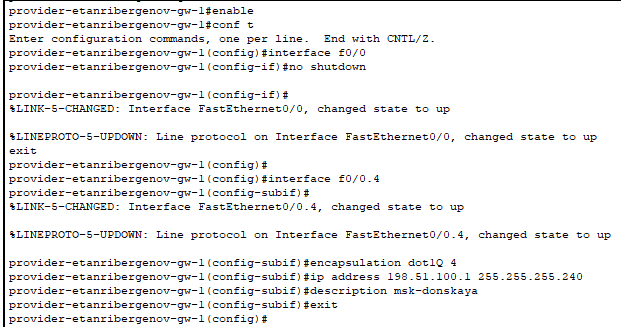 provider-etanribergenov-gw-1#enable
provider-etanribergenov-gw-1#conf t
Enter configuration commands, one per line.  End with CNTL/Z.
provider-etanribergenov-gw-1(config)#interface f0/0
provider-etanribergenov-gw-1(config-if)#no shutdown
provider-etanribergenov-gw-1(config-if)#
%LINK-5-CHANGED: Interface FastEthernet0/0, changed state to up
%LINEPROTO-5-UPDOWN: Line protocol on Interface FastEthernet0/0, changed state to up
exit
provider-etanribergenov-gw-1(config)#
provider-etanribergenov-gw-1(config)#interface f0/0.4
provider-etanribergenov-gw-1(config-subif)#
%LINK-5-CHANGED: Interface FastEthernet0/0.4, changed state to up
%LINEPROTO-5-UPDOWN: Line protocol on Interface FastEthernet0/0.4, changed state to up
provider-etanribergenov-gw-1(config-subif)#encapsulation dot1Q 4
provider-etanribergenov-gw-1(config-subif)#ip address 198.51.100.1 255.255.255.240
provider-etanribergenov-gw-1(config-subif)#description msk-donskaya
provider-etanribergenov-gw-1(config-subif)#exit
provider-etanribergenov-gw-1(config)#